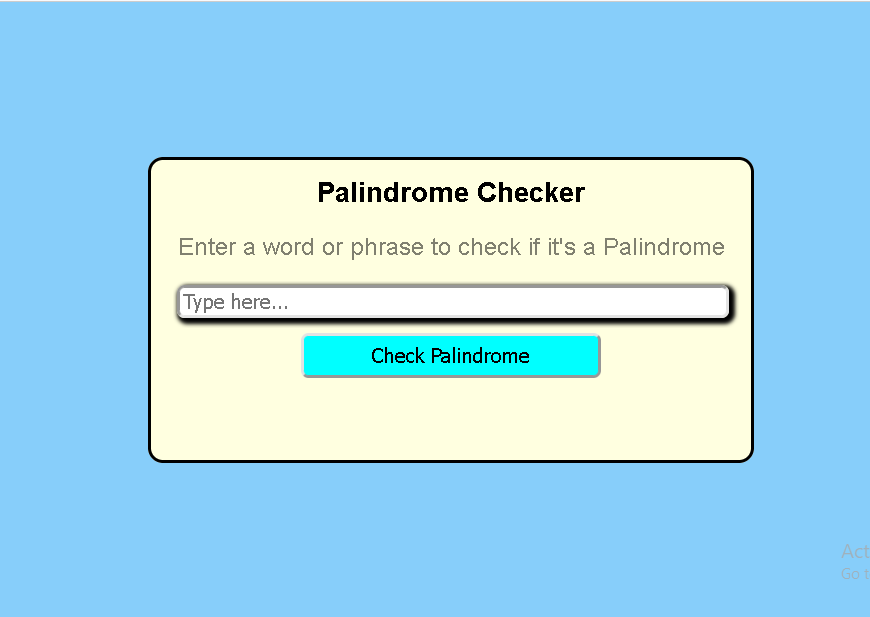 Palindrome Checker
Enter a word or phrase to check if it's a Palindrome
Type here...
Check Palindrome
Act
Go t